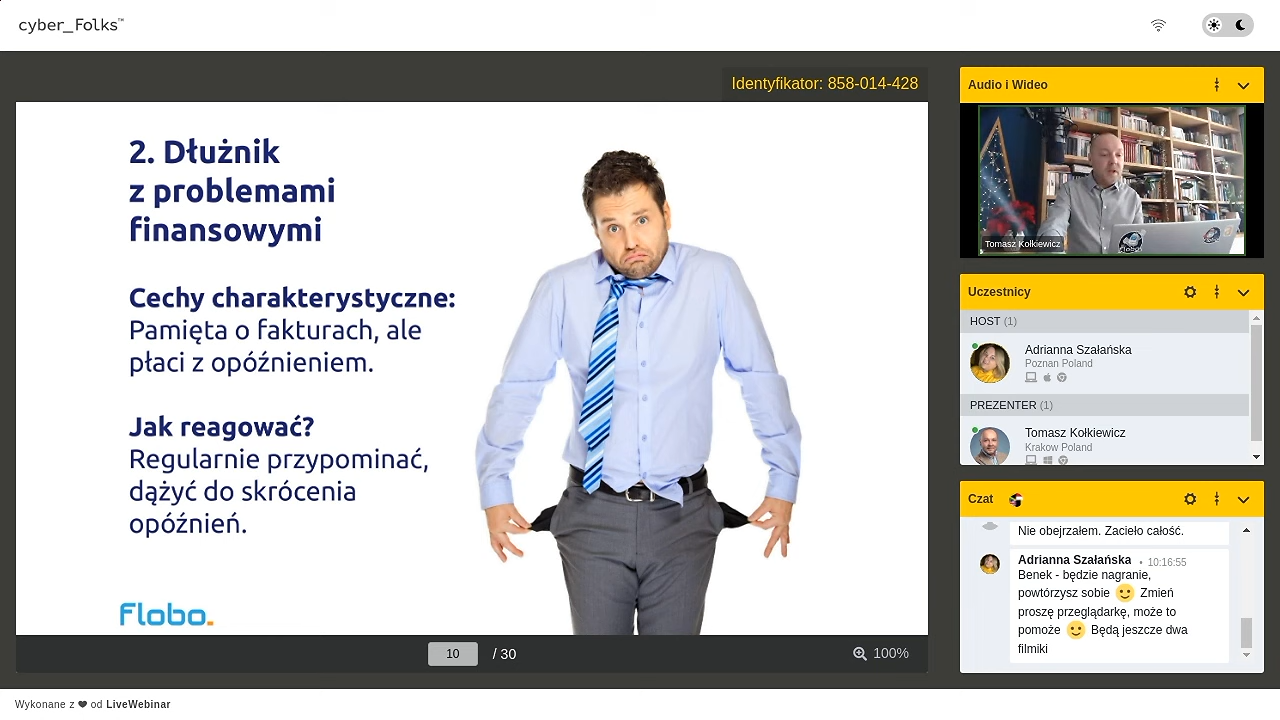 cyber_Folks™
Identyfikator: 858-014-428
2. Dłużnik
z problemami
finansowymi
Cechy charakterystyczne:
Pamięta o fakturach, ale
płaci z opóźnieniem.
Jak reagować?
Regularnie przypominać,
dążyć do skrócenia
opóźnień.
Flobo.
10 / 30
100%
Audio i Wideo
Flobo
Tomasz Kołkiewicz
Uczestnicy
HOST (1)
Adrianna Szałańska
Poznan Poland
PREZENTER (1)
Tomasz Kołkiewicz
Krakow Poland
Czat
Nie obejrzałem. Zacieło całość.
Adrianna Szałańska • 10:16:55
Benek - będzie nagranie,
powtórzysz sobie 🙂 Zmień
proszę przeglądarkę, może to
pomoże 🙂 Będą jeszcze dwa
filmiki
Wykonane z ❤ od LiveWebinar